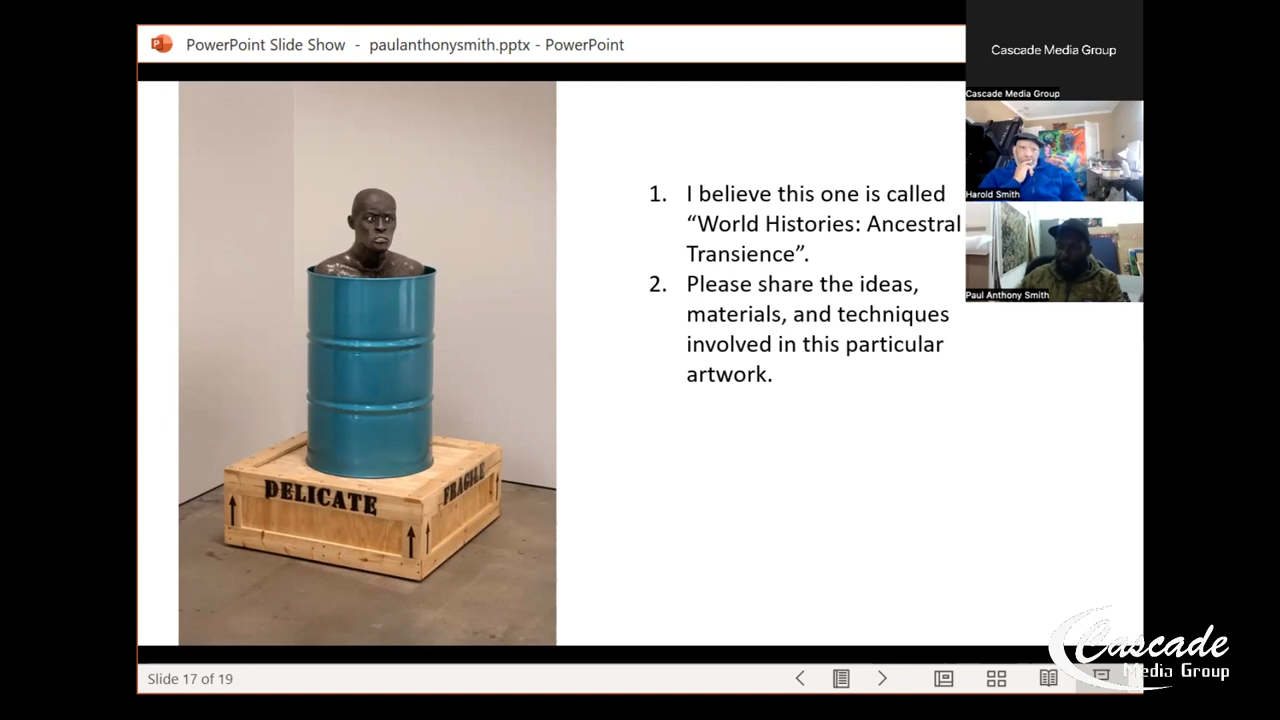 PowerPoint Slide Show - paulanthonysmith.pptx - PowerPoint
Cascade Media Group
Cascade Media Group
Harold Smith
Paul Anthony Smith
1. I believe this one is called
“World Histories: Ancestral
Transience”.
2. Please share the ideas,
materials, and techniques
involved in this particular
artwork.
DELICATE
FRAGILE
Slide 17 of 19
Cascade
Media Group